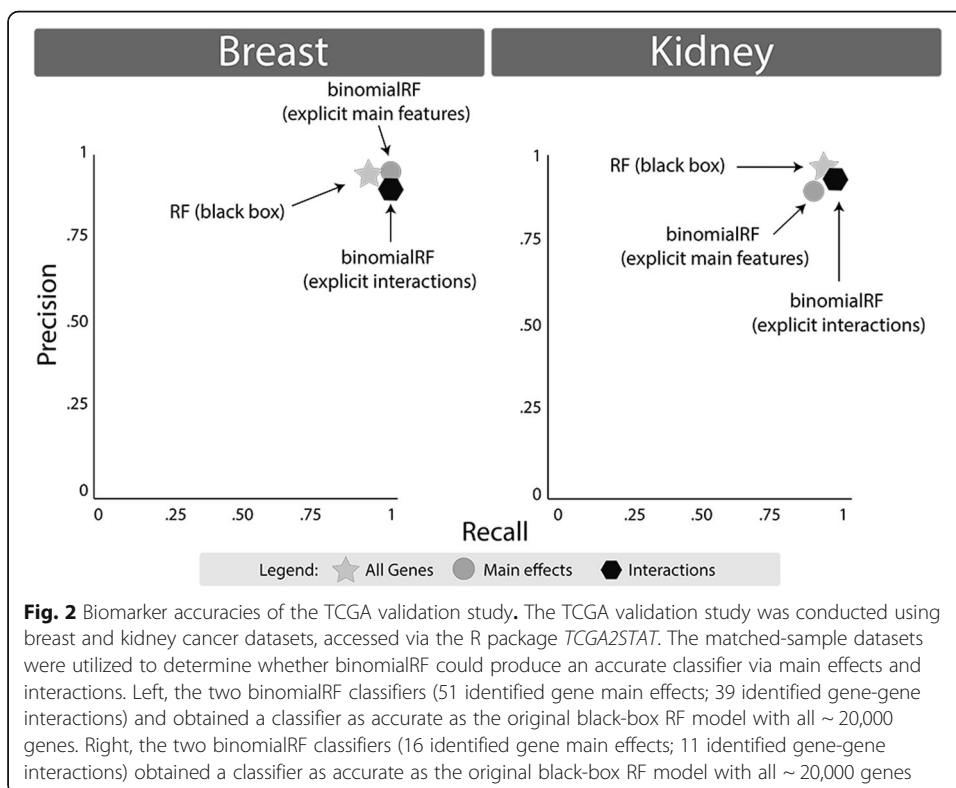 Breast
Kidney
binomialRF
(explicit main features)
RF (black box)
binomialRF
(explicit interactions)
Precision
1
.75
.50
.25
0
0
.25
.50
.75
1
RF (black box)
binomialRF
(explicit main features)
binomialRF
(explicit interactions)
1
.75
.50
.25
0
0
.25
.50
.75
1
Recall
Legend: All Genes Main effects Interactions
Fig. 2 Biomarker accuracies of the TCGA validation study. The TCGA validation study was conducted using
breast and kidney cancer datasets, accessed via the R package TCGA2STAT. The matched-sample datasets
were utilized to determine whether binomialRF could produce an accurate classifier via main effects and
interactions. Left, the two binomialRF classifiers (51 identified gene main effects; 39 identified gene-gene
interactions) and obtained a classifier as accurate as the original black-box RF model with all ~ 20,000
genes. Right, the two binomialRF classifiers (16 identified gene main effects; 11 identified gene-gene
interactions) obtained a classifier as accurate as the original black-box RF model with all ~ 20,000 genes